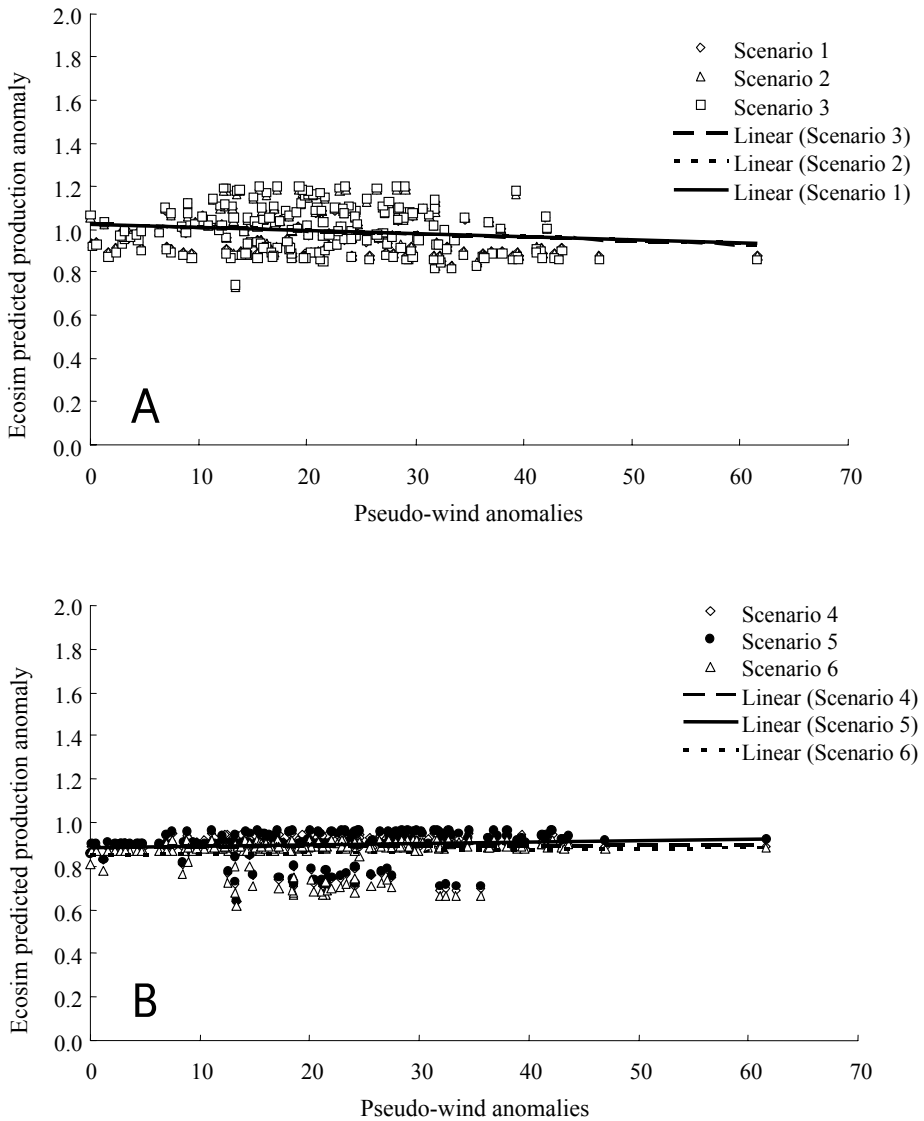 2.0
1.8
1.6
1.4
1.2
1.0
0.8
0.6
0.4
0.2
0.0
Ecosim predicted production anomaly
Scenario 1
Scenario 2
Scenario 3
Linear (Scenario 3)
Linear (Scenario 2)
Linear (Scenario 1)
A
0 10 20 30 40 50 60 70
Pseudo-wind anomalies
2.0
1.8
1.6
1.4
1.2
1.0
0.8
0.6
0.4
0.2
0.0
Ecosim predicted production anomaly
Scenario 4
Scenario 5
Scenario 6
Linear (Scenario 4)
Linear (Scenario 5)
Linear (Scenario 6)
B
0 10 20 30 40 50 60 70
Pseudo-wind anomalies